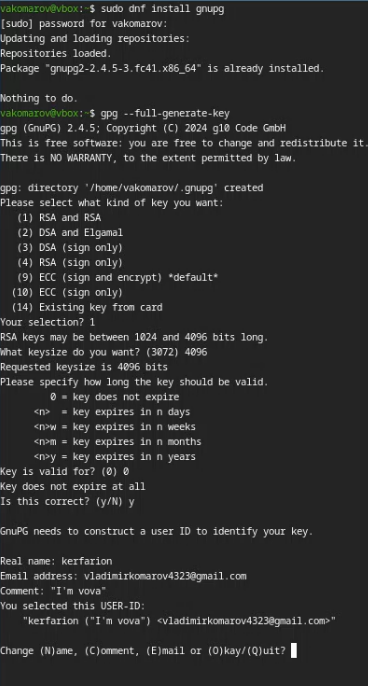 vakomarov@vbox:~$ sudo dnf install gnupg
[sudo] password for vakomarov:
Updating and loading repositories:
Repositories loaded.
Package "gnupg2-2.4.5-3.fc41.x86_64" is already installed.
Nothing to do.
vakomarov@vbox:~$ gpg --full-generate-key
gpg (GnuPG) 2.4.5; Copyright (C) 2024 g10 Code GmbH
This is free software: you are free to change and redistribute it.
There is NO WARRANTY, to the extent permitted by law.
gpg: directory '/home/vakomarov/.gnupg' created
Please select what kind of key you want:
(1) RSA and RSA
(2) DSA and Elgamal
(3) DSA (sign only)
(4) RSA (sign only)
(9) ECC (sign and encrypt) *default*
(10) ECC (sign only)
(14) Existing key from card
Your selection? 1
RSA keys may be between 1024 and 4096 bits long.
What keysize do you want? (3072) 4096
Requested keysize is 4096 bits
Please specify how long the key should be valid.
0 = key does not expire
<n> = key expires in n days
<n>w = key expires in n weeks
<n>m = key expires in n months
<n>y = key expires in n years
Key is valid for? (0) 0
Key does not expire at all
Is this correct? (y/N) y
GnuPG needs to construct a user ID to identify your key.
Real name: kerfarion
Email address: vladimirkomarov4323@gmail.com
Comment: "I'm vova"
You selected this USER-ID:
"kerfarion ("I'm vova") <vladimirkomarov4323@gmail.com>"
Change (N)ame, (C)omment, (E)mail or (O)kay/(Q)uit?